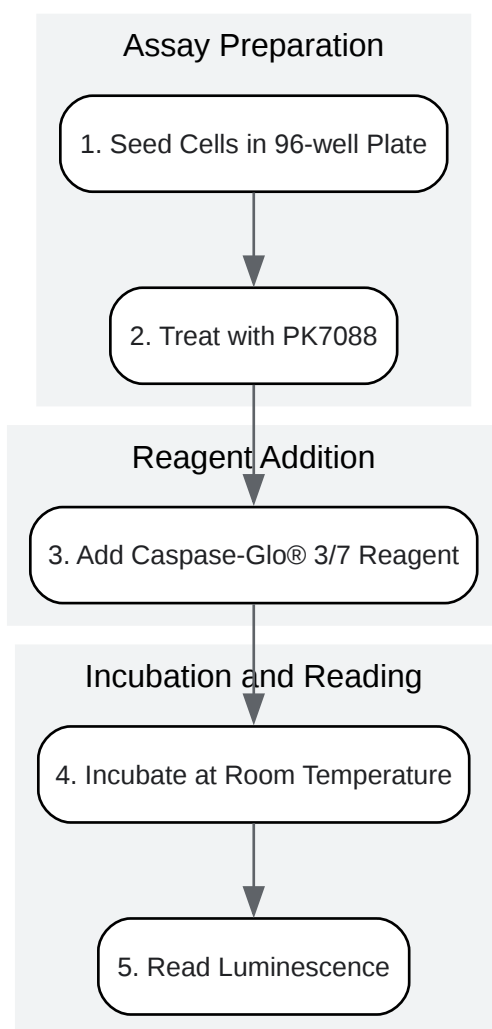 Assay Preparation
1. Seed Cells in 96-well Plate
2. Treat with PK7088
Reagent Addition
3. Add Caspase-Glo® 3/7 Reagent
Incubation and Reading
4. Incubate at Room Temperature
5. Read Luminescence